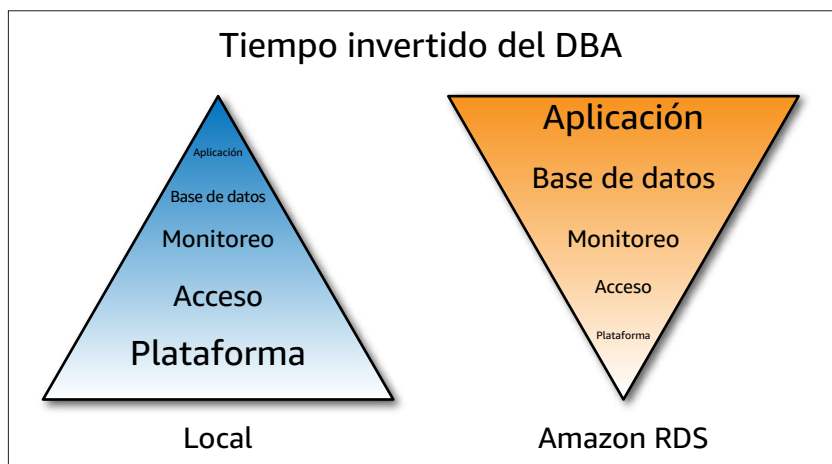 Tiempo invertido del DBA
Aplicación
Base de datos
Monitoreo
Acceso
Plataforma
Local
Aplicación
Base de datos
Monitoreo
Acceso
Plataforma
Amazon RDS